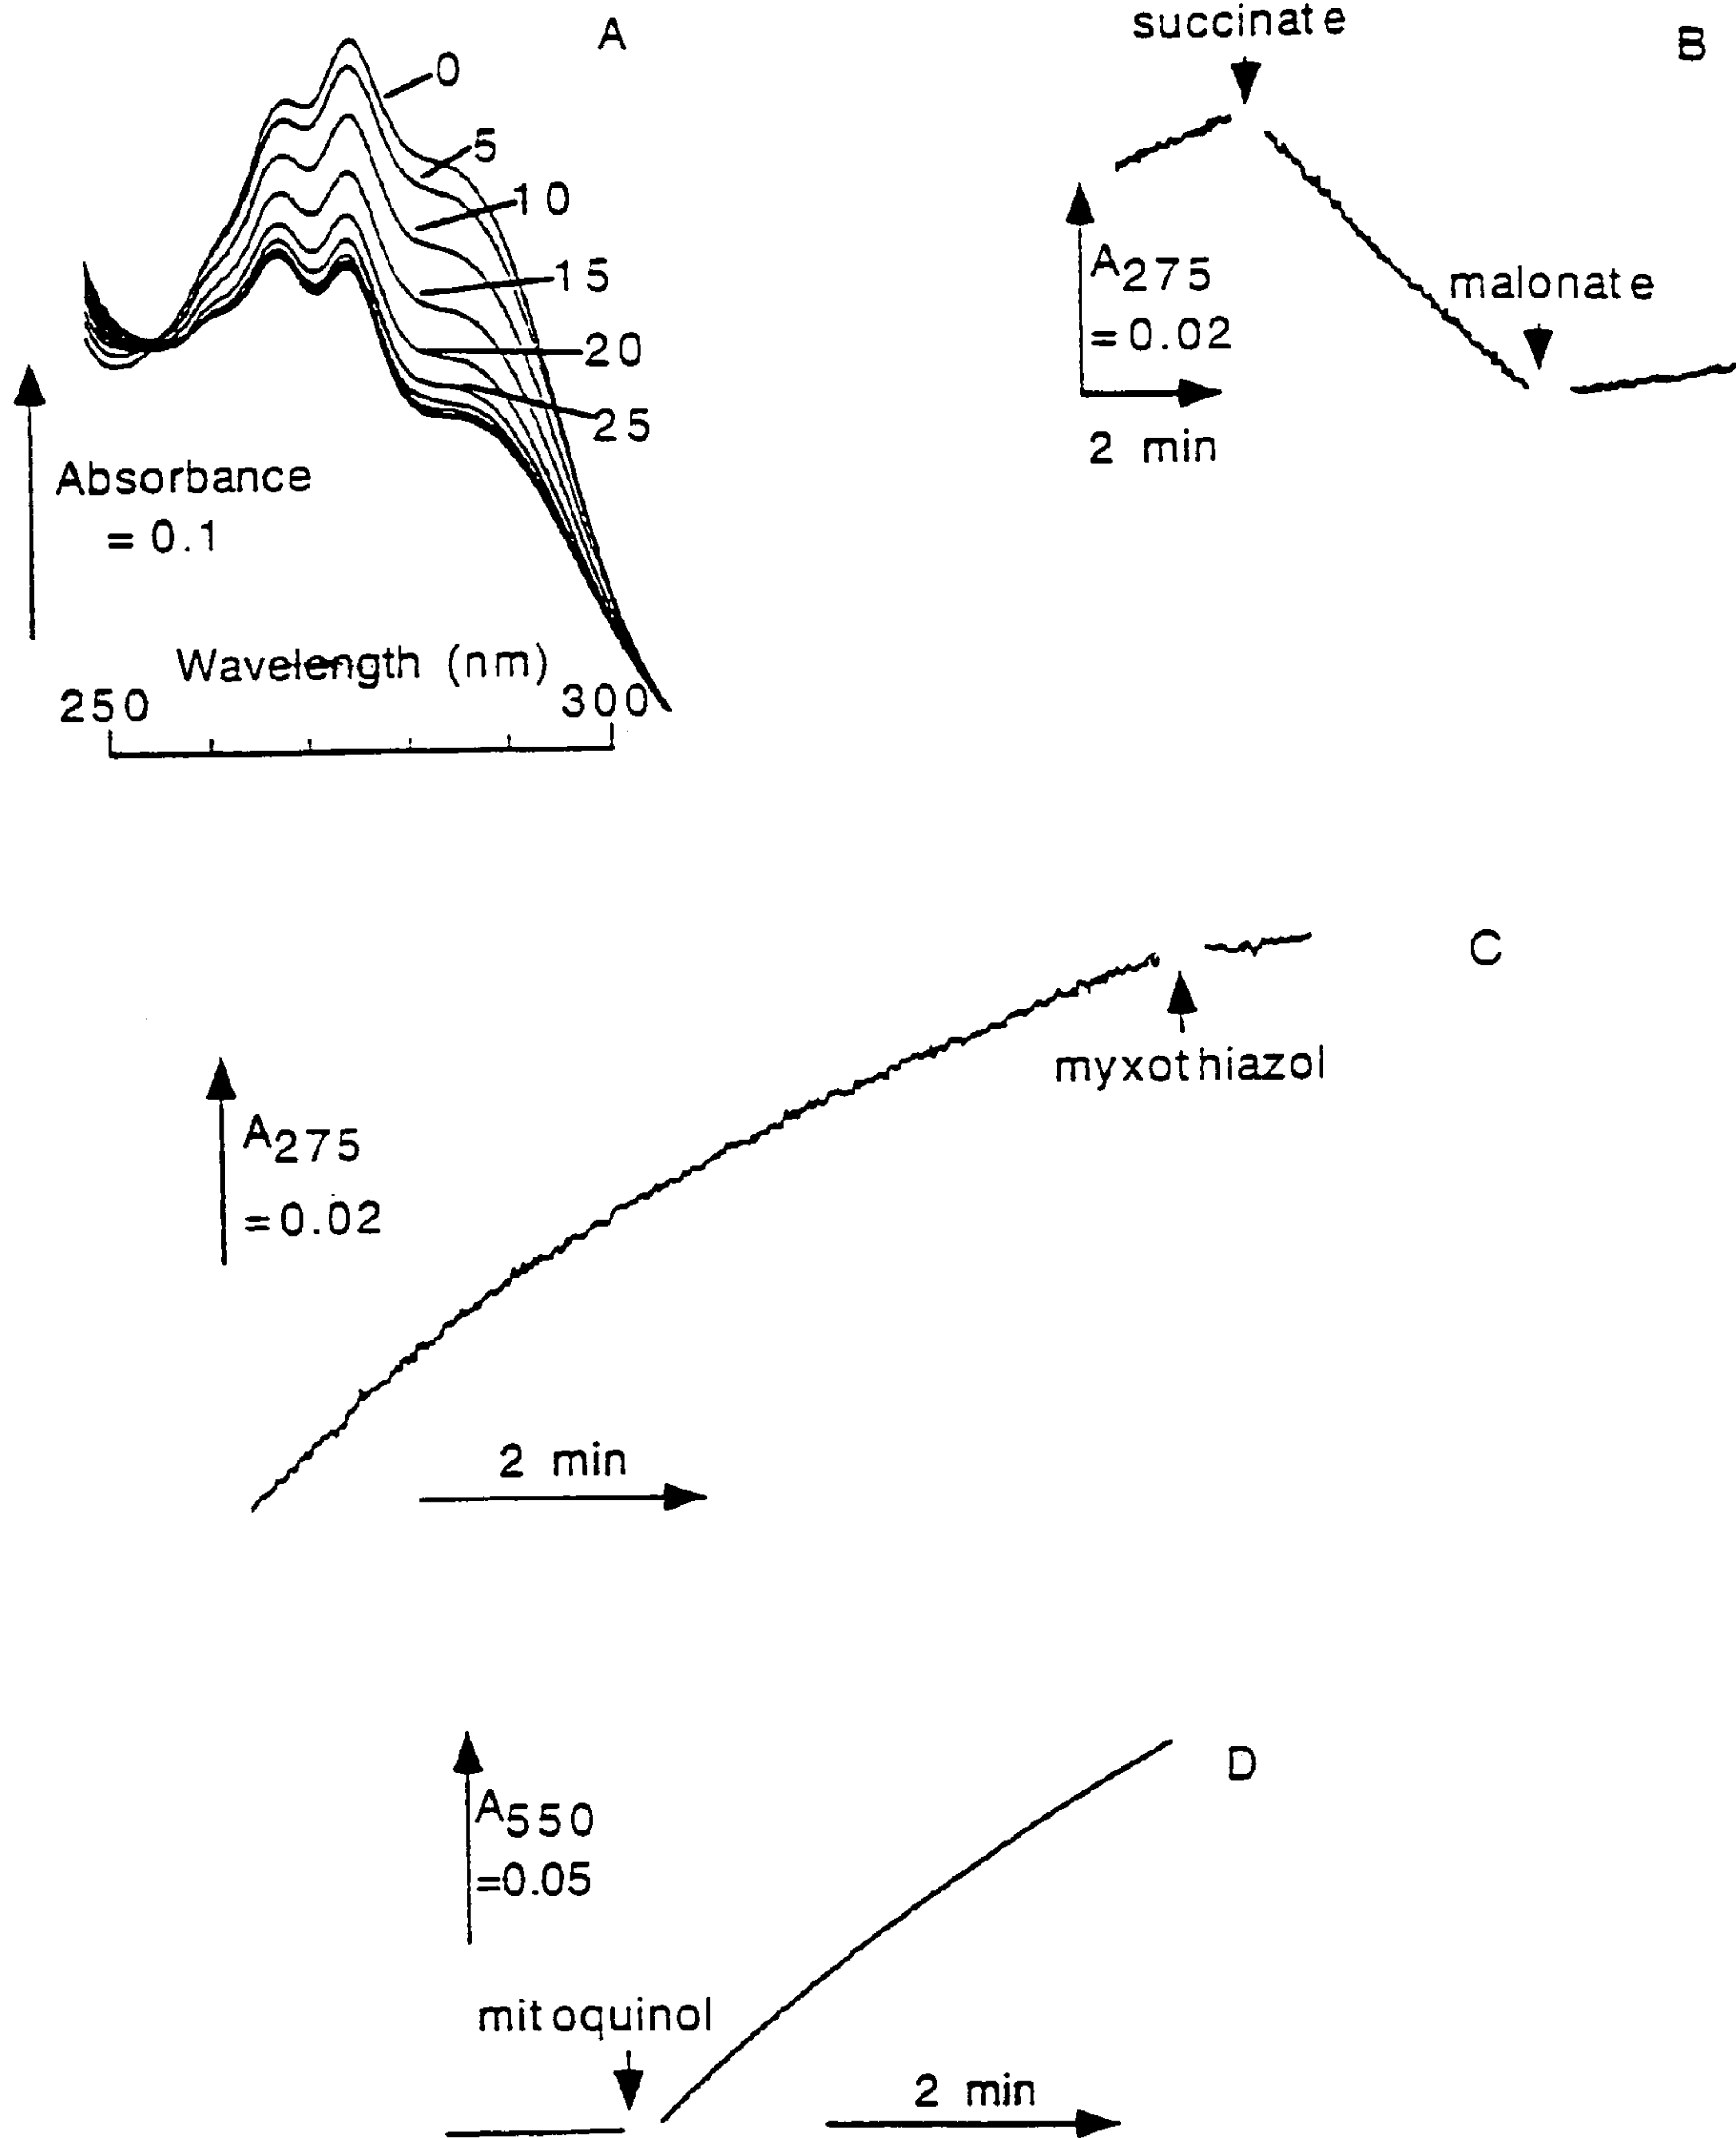 A
0
5
10
15
20
25
Absorbance
= 0.1
Wavelength (nm)
250
300
succinate
B
A275
=0.02
malonate
2 min
C
myxothiazol
A275
=0.02
2 min
D
A550
=0.05
mitoquinol
2 min